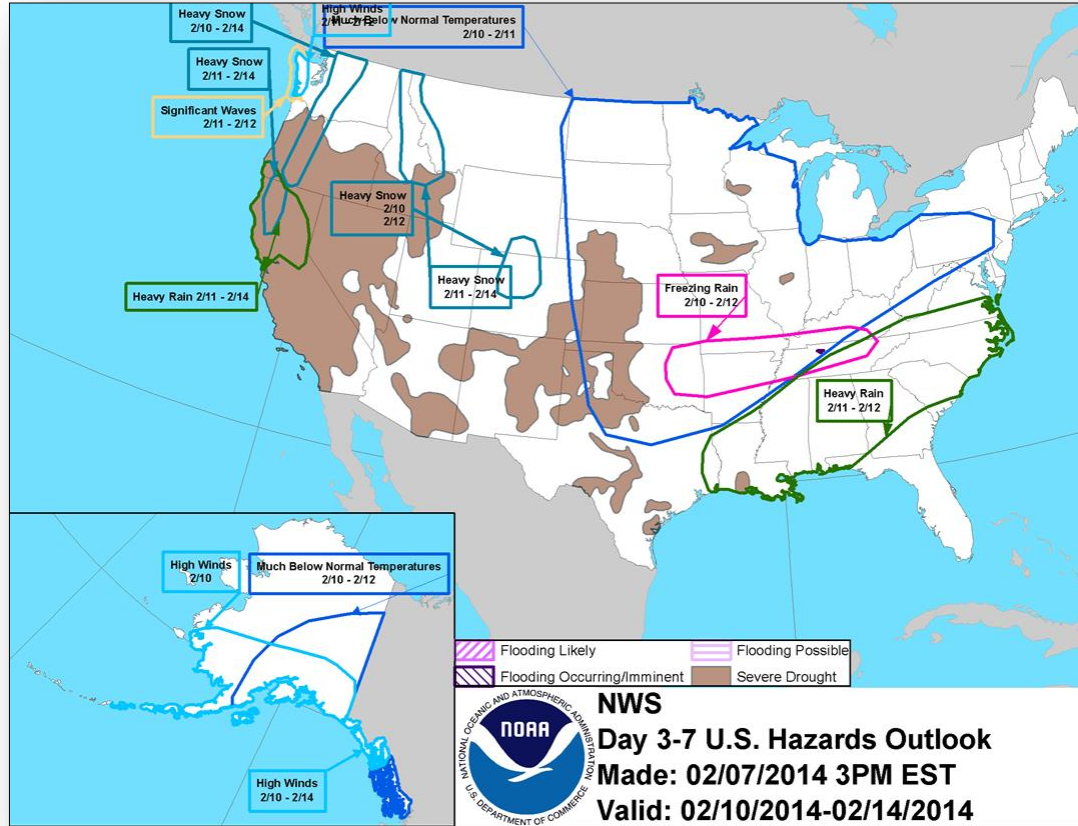 Heavy Snow
2/10 - 2/14
High Winds
2/11 - 2/12
Much Below Normal Temperatures
2/10 - 2/11
Heavy Snow
2/11 - 2/14
Significant Waves
2/11 - 2/12
Heavy Snow
2/10
2/12
Heavy Snow
2/11 - 2/14
Heavy Rain 2/11 - 2/14
Freezing Rain
2/10 - 2/12
Heavy Rain
2/11 - 2/12
High Winds
2/10
Much Below Normal Temperatures
2/10 - 2/12
High Winds
2/10 - 2/14
Flooding Likely
Flooding Possible
Flooding Occurring/Imminent
Severe Drought
NATIONAL OCEANIC AND ATMOSPHERIC ADMINISTRATION
NOAA
U.S. DEPARTMENT OF COMMERCE
NWS
Day 3-7 U.S. Hazards Outlook
Made: 02/07/2014 3PM EST
Valid: 02/10/2014-02/14/2014